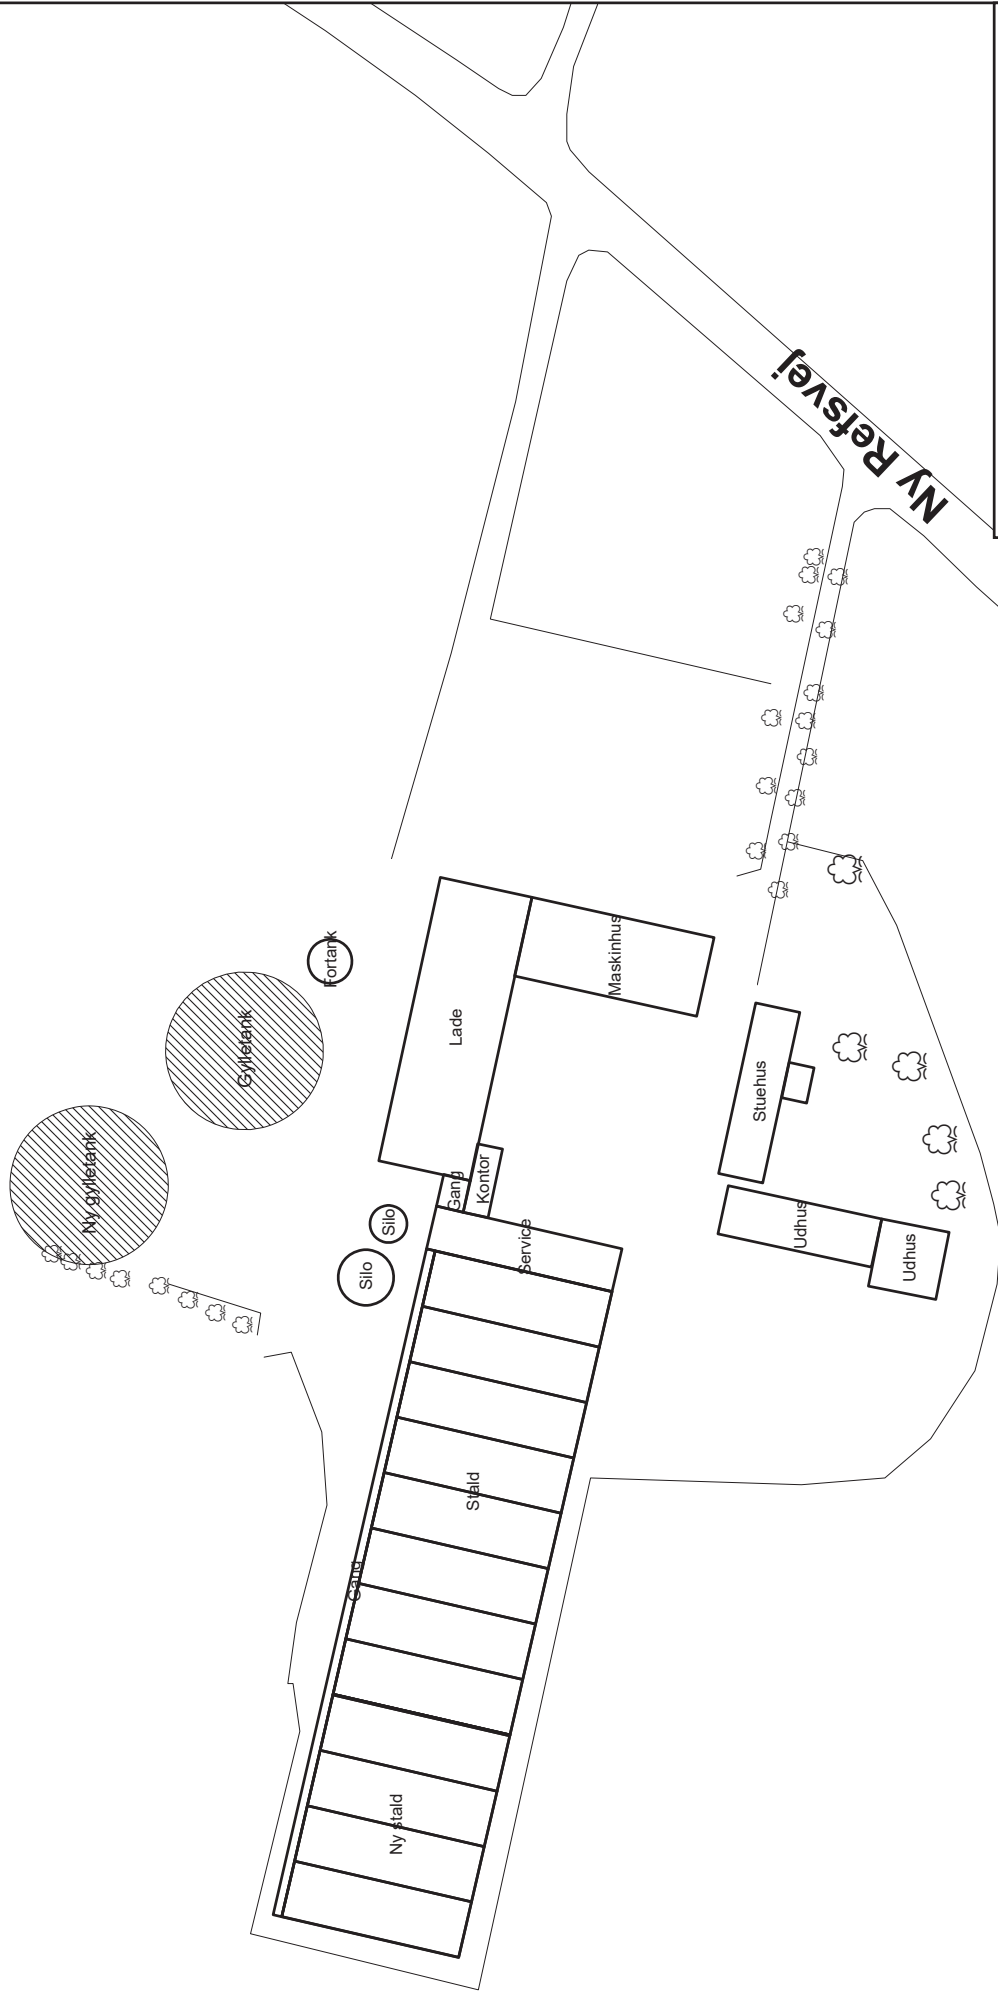 Ny Refsvej
Maskinhus
Fortank
Lade
Gylletank
Stuehus
Ny gylletank
Kontor
Gang
Silo
Udhus
Service
Udhus
Silo
Stald
Gang
Ny stald